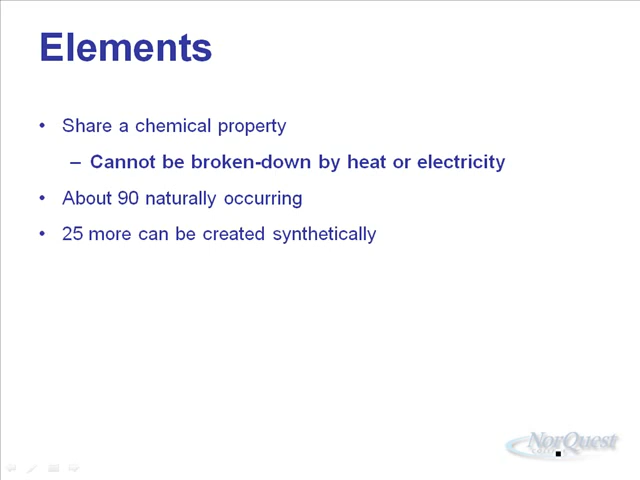 Elements
• Share a chemical property
– Cannot be broken-down by heat or electricity
• About 90 naturally occurring
• 25 more can be created synthetically
NorQuest